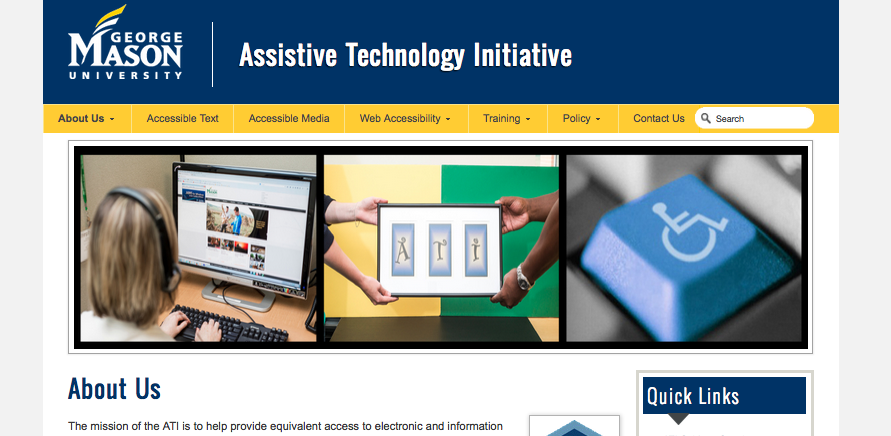 GEORGE
MASON
UNIVERSITY
Assistive Technology Initiative
About Us
Accessible Text
Accessible Media
Web Accessibility
Training
Policy
Contact Us
Search
A T I
About Us
Quick Links
The mission of the ATI is to help provide equivalent access to electronic and information